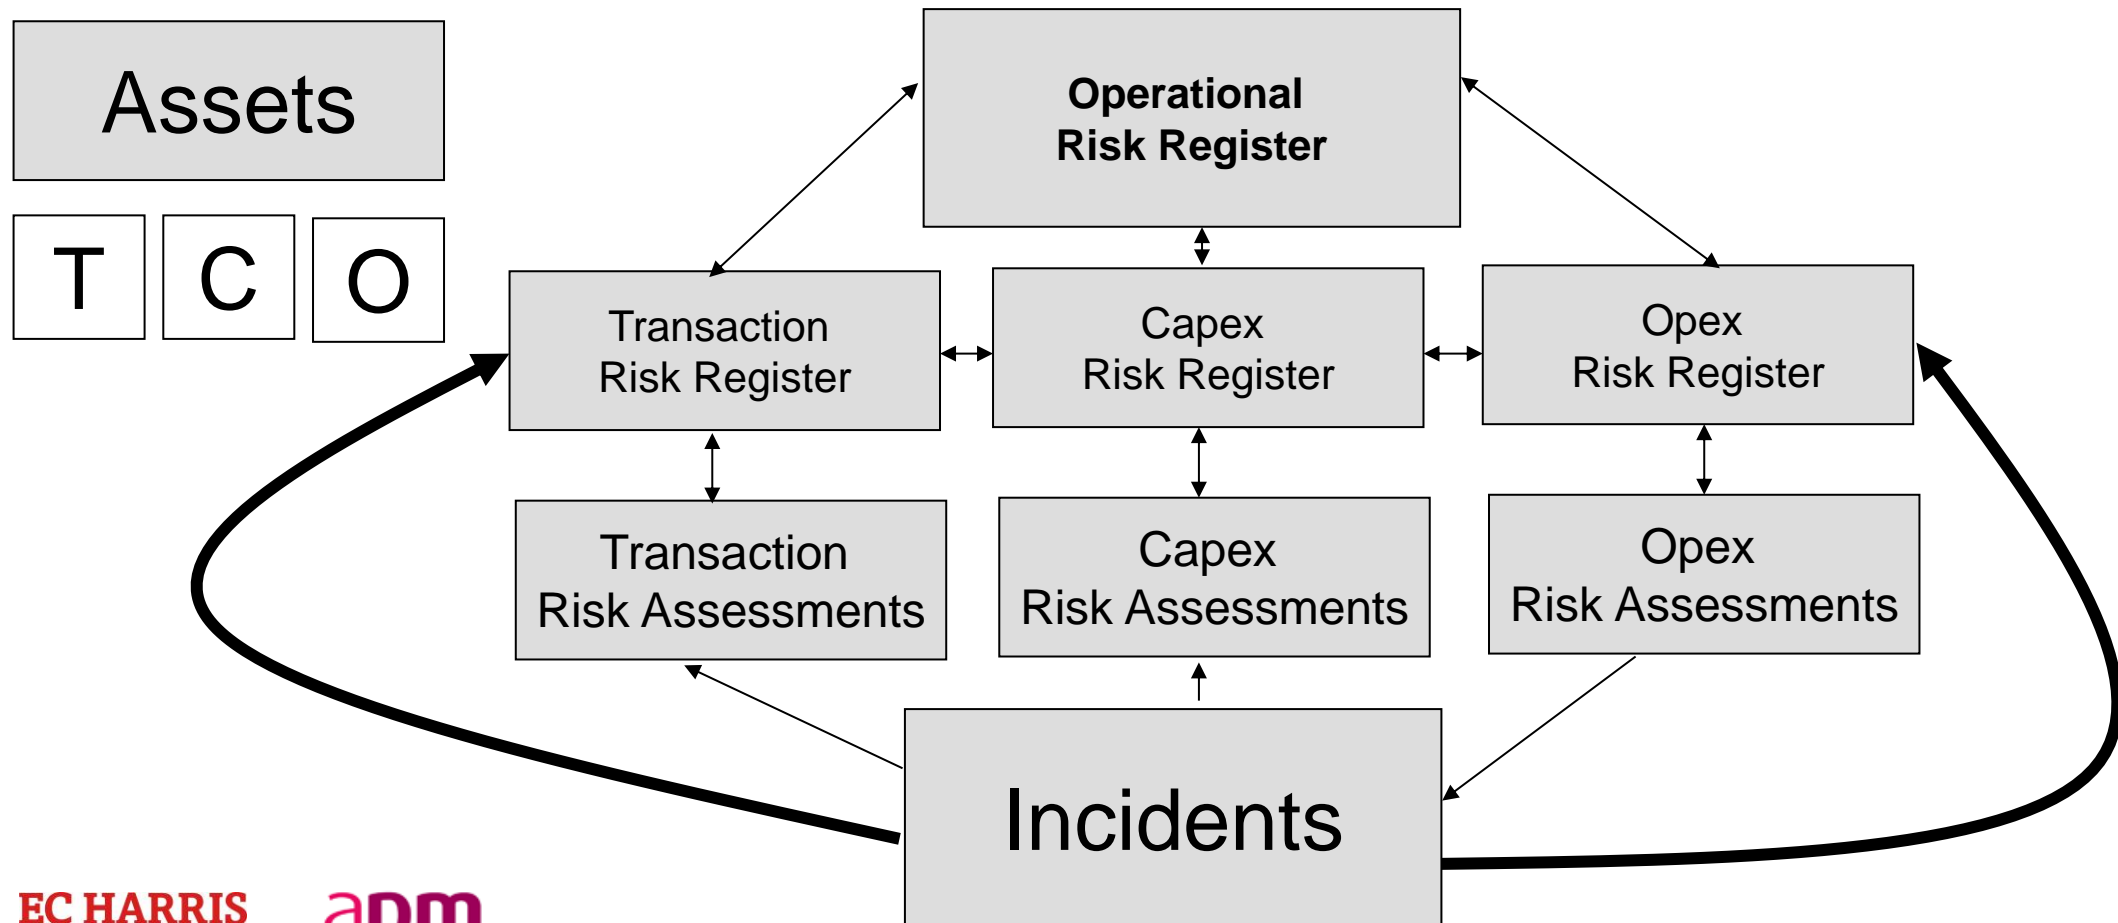 Assets
T C O
Operational
Risk Register
Transaction
Risk Register
Capex
Risk Register
Opex
Risk Register
Transaction
Risk Assessments
Capex
Risk Assessments
Opex
Risk Assessments
Incidents
EC HARRIS
apm